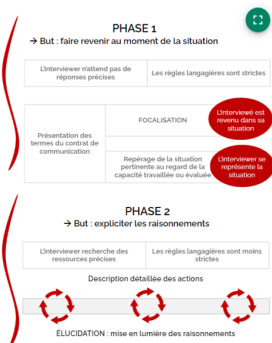 PHASE 1
→ But : faire revenir au moment de la situation
L'interviewer n'attend pas de
réponses précises
Les règles langagières sont strictes
Présentation des
termes du contrat de
communication
FOCALISATION
L'interviewé est
revenu dans sa
situation
Repérage de la situation
pertinente au regard de la
capacité travaillée ou évaluée
L'interviewer se
représente la
situation
PHASE 2
→ But : expliciter les raisonnements
L'interviewer recherche des
ressources précises
Les règles langagières sont moins
strictes
Description détaillée des actions
ÉLUCIDATION : mise en lumière des raisonnements